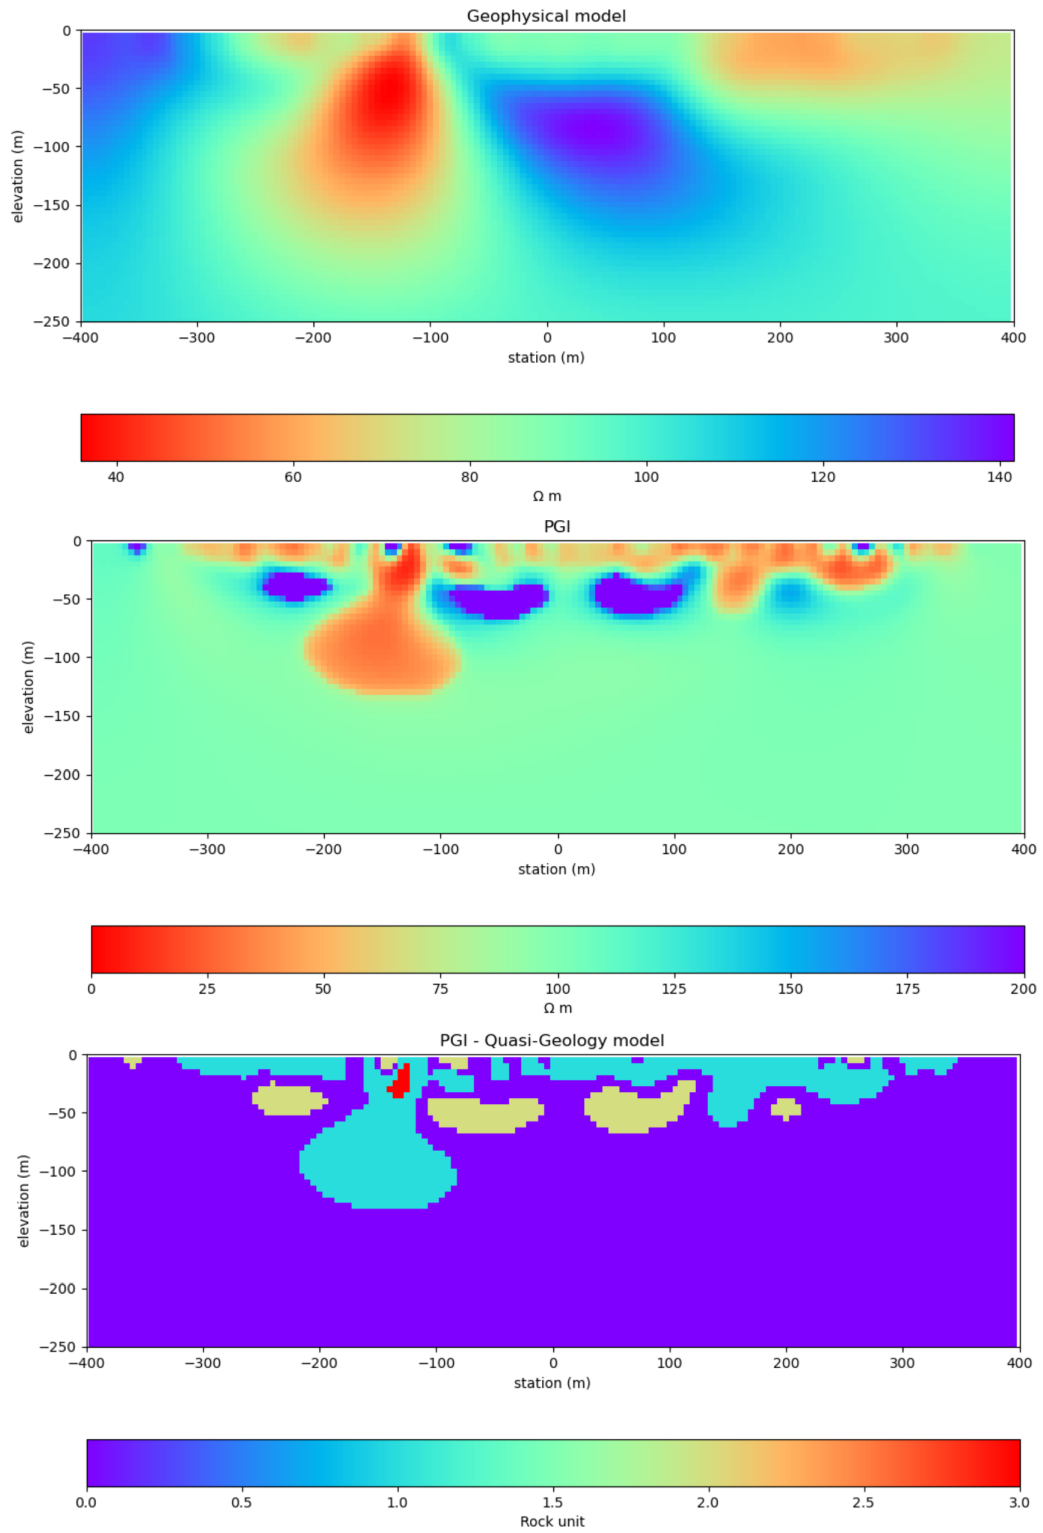 Geophysical model
0
−50
−100
−150
−200
−250
elevation (m)
−400 −300 −200 −100 0 100 200 300 400
station (m)
40 60 80 100 120 140
Ω m
PGI
0
−50
−100
−150
−200
−250
elevation (m)
−400 −300 −200 −100 0 100 200 300 400
station (m)
0 25 50 75 100 125 150 175 200
Ω m
PGI - Quasi-Geology model
0
−50
−100
−150
−200
−250
elevation (m)
−400 −300 −200 −100 0 100 200 300 400
station (m)
0.0 0.5 1.0 1.5 2.0 2.5 3.0
Rock unit